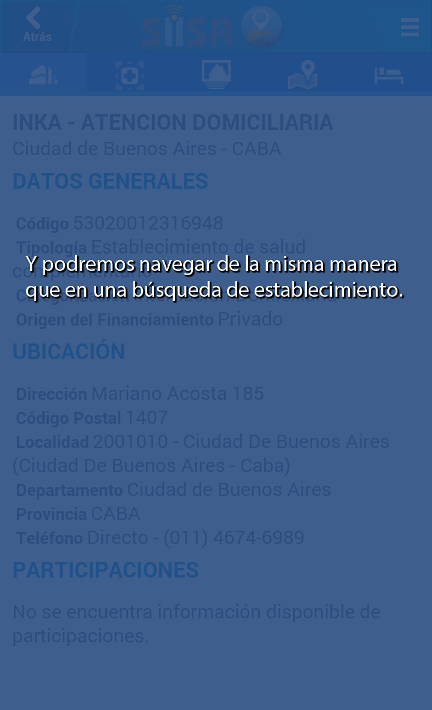 Atrás
SIISA
INKA - ATENCION DOMICILIARIA
Ciudad de Buenos Aires - CABA
DATOS GENERALES
Código 53020012316948
Tipología Establecimiento de salud
Y podremos navegar de la misma manera
que en una búsqueda de establecimiento.
Origen del Financiamiento Privado
UBICACIÓN
Dirección Mariano Acosta 185
Código Postal 1407
Localidad 2001010 - Ciudad De Buenos Aires
(Ciudad De Buenos Aires - Caba)
Departamento Ciudad de Buenos Aires
Provincia CABA
Teléfono Directo - (011) 4674-6989
PARTICIPACIONES
No se encuentra información disponible de
participaciones.